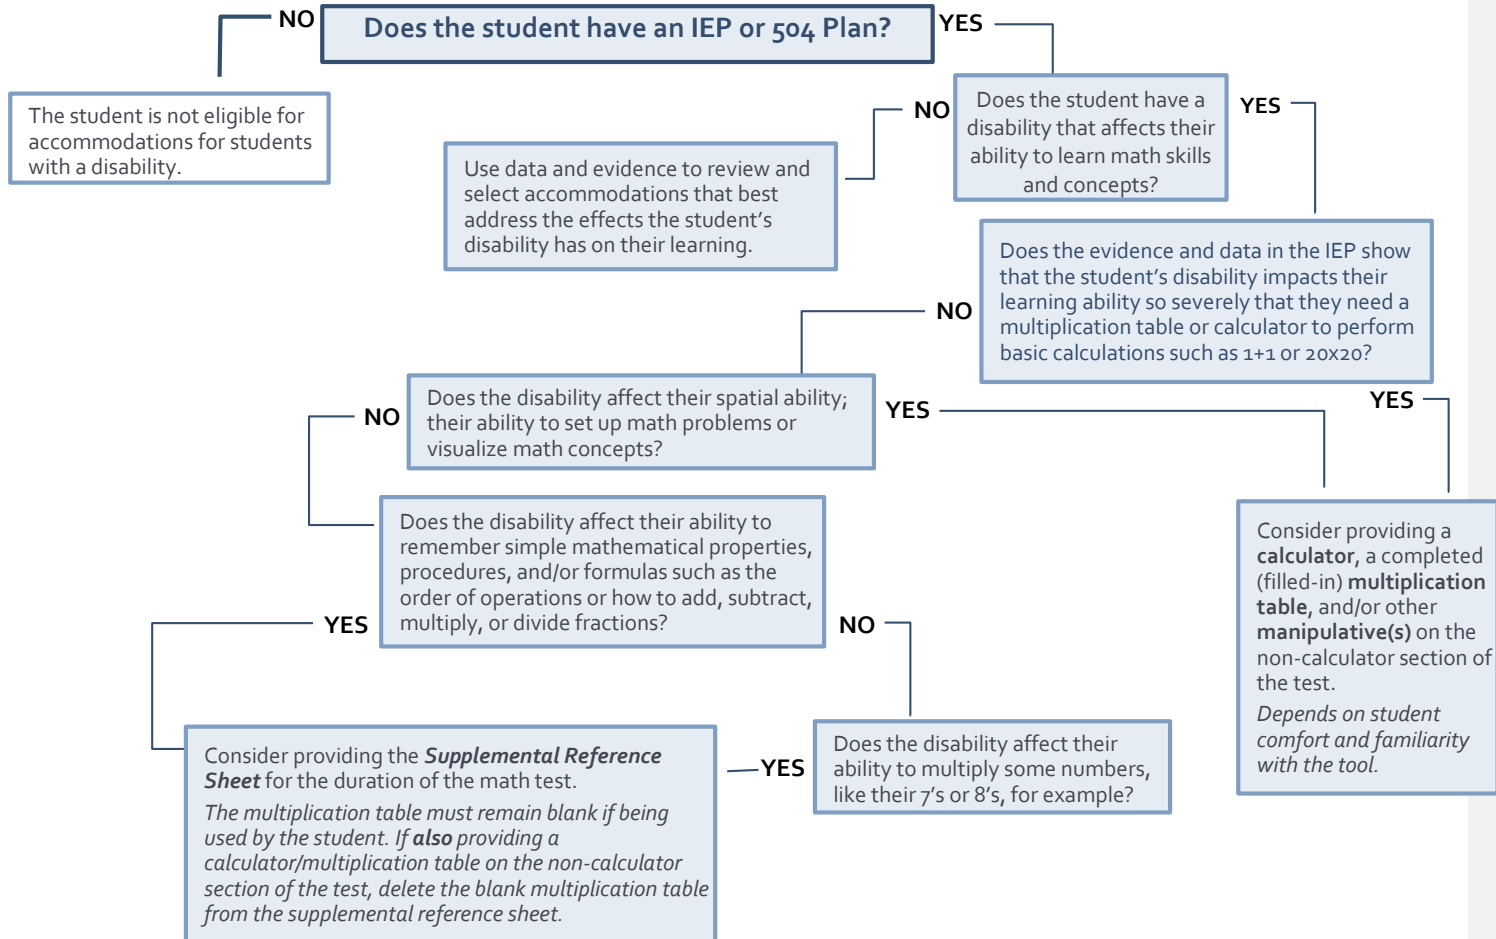 NO
Does the student have an IEP or 504 Plan?
YES
The student is not eligible for
accommodations for students
with a disability.
NO
Does the student have a
disability that affects their
ability to learn math skills
and concepts?
YES
Use data and evidence to review and
select accommodations that best
address the effects the student’s
disability has on their learning.
Does the evidence and data in the IEP show
that the student’s disability impacts their
learning ability so severely that they need a
multiplication table or calculator to perform
basic calculations such as 1+1 or 20x20?
NO
YES
NO
Does the disability affect their spatial ability;
their ability to set up math problems or
visualize math concepts?
YES
Does the disability affect their ability to
remember simple mathematical properties,
procedures, and/or formulas such as the
order of operations or how to add, subtract,
multiply, or divide fractions?
YES
NO
Consider providing a
calculator, a completed
(filled-in) multiplication
table, and/or other
manipulative(s) on the
non-calculator section of
the test.
Depends on student
comfort and familiarity
with the tool.
Consider providing the Supplemental Reference
Sheet for the duration of the math test.
The multiplication table must remain blank if being
used by the student. If also providing a
calculator/multiplication table on the non-calculator
section of the test, delete the blank multiplication table
from the supplemental reference sheet.
YES
Does the disability affect their
ability to multiply some numbers,
like their 7’s or 8’s, for example?